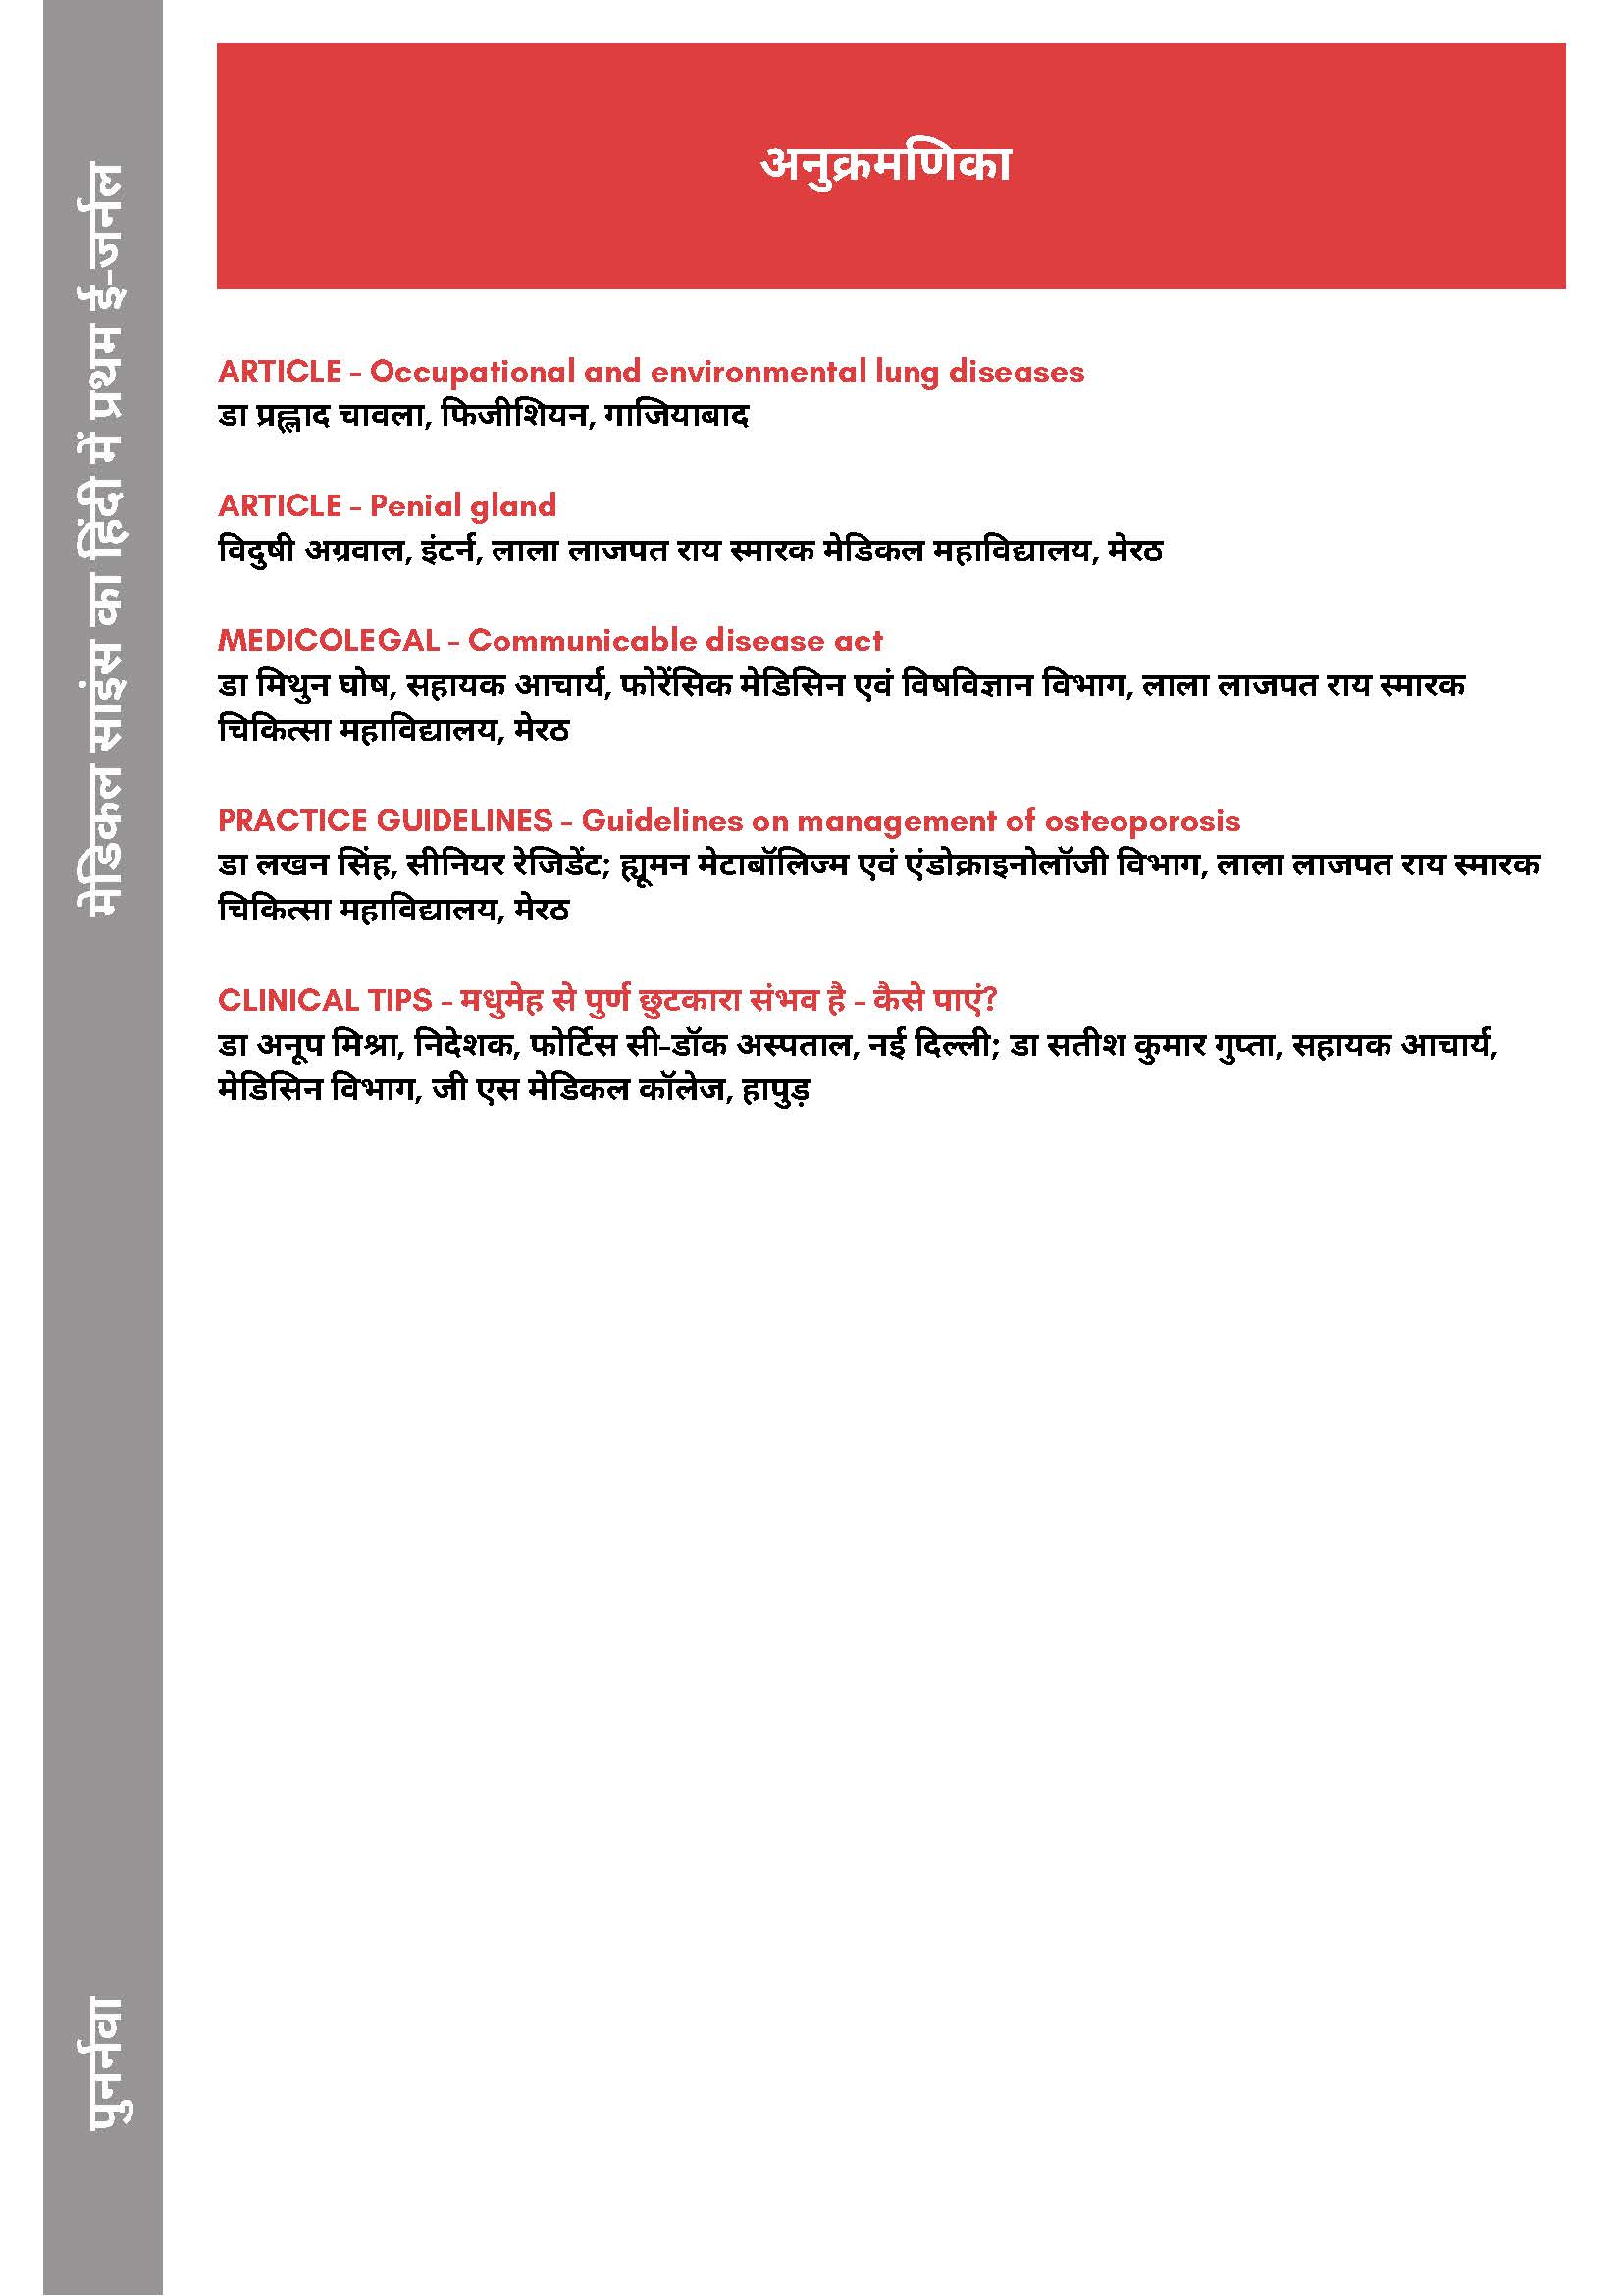 अनुक्रमणिका
ARTICLE - Occupational and environmental lung diseases
डा प्रह्लाद चावला, फिजीशियन, गाजियाबाद
ARTICLE - Penial gland
विदुषी अग्रवाल, इंटर्न, लाला लाजपत राय स्मारक मेडिकल महाविद्यालय, मेरठ
MEDICOLEGAL - Communicable disease act
डा मिथुन घोष, सहायक आचार्य, फोरेंसिक मेडिसिन एवं विषविज्ञान विभाग, लाला लाजपत राय स्मारक
चिकित्सा महाविद्यालय, मेरठ
PRACTICE GUIDELINES - Guidelines on management of osteoporosis
डा लखन सिंह, सीनियर रेजिडेंट; ह्यूमन मेटाबॉलिज्म एवं एंडोक्राइनोलॉजी विभाग, लाला लाजपत राय स्मारक
चिकित्सा महाविद्यालय, मेरठ
CLINICAL TIPS - मधुमेह से पुर्ण छुटकारा संभव है - कैसे पाएं?
डा अनूप मिश्रा, निदेशक, फोर्टिस सी-डॉक अस्पताल, नई दिल्ली; डा सतीश कुमार गुप्ता, सहायक आचार्य,
मेडिसिन विभाग, जी एस मेडिकल कॉलेज, हापुड़
मेडिकल साइंस का हिंदी में प्रथम ई-जर्नल
पुनर्नवा